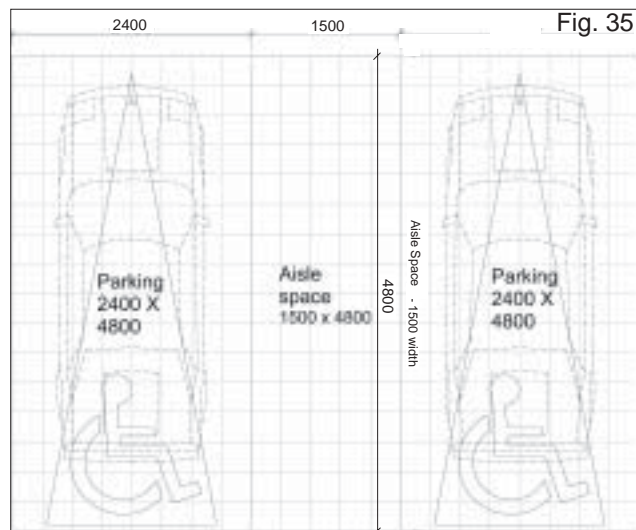 2400
1500
Fig. 35
Parking
2400 X
4800
Aisle
space
1500 x 4800
4800
Aisle Space - 1500 width
Parking
2400 X
4800